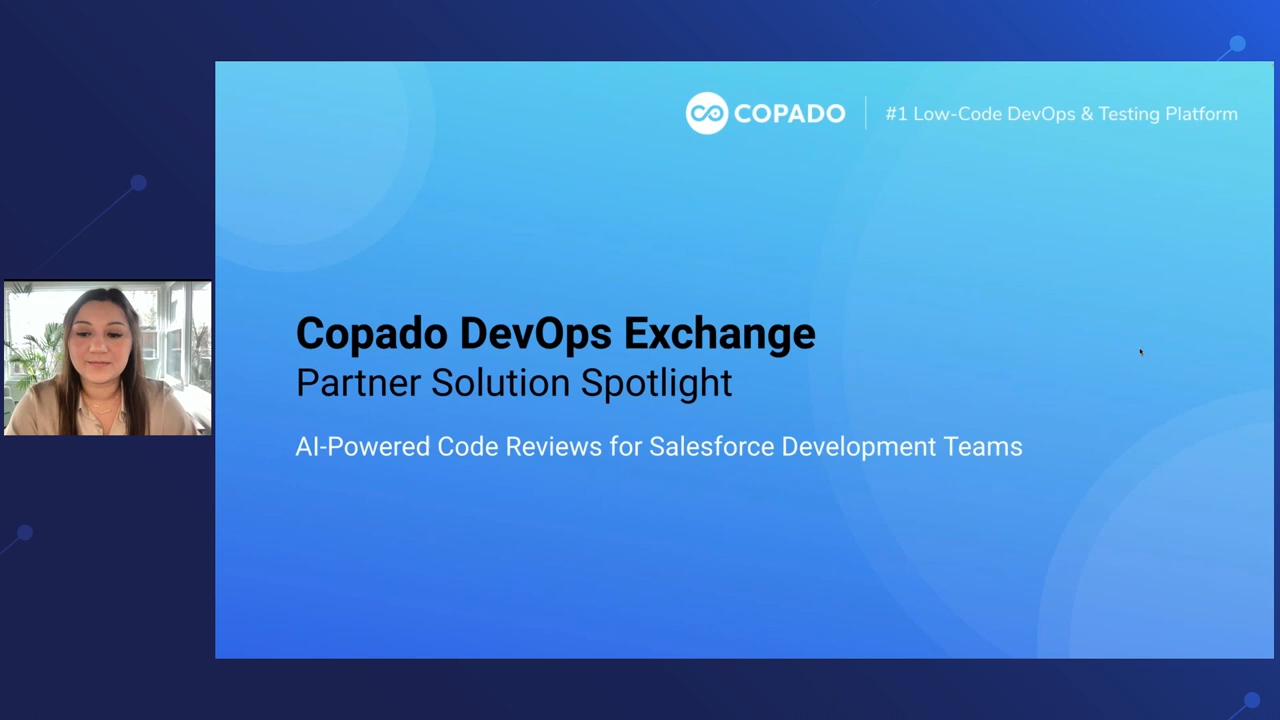 COPADO
#1 Low-Code DevOps & Testing Platform
Copado DevOps Exchange
Partner Solution Spotlight
AI-Powered Code Reviews for Salesforce Development Teams